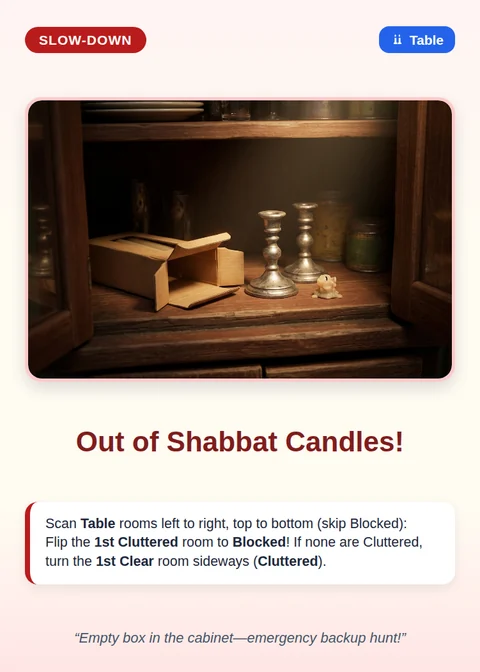 SLOW-DOWN
Table
Out of Shabbat Candles!
Scan Table rooms left to right, top to bottom (skip Blocked):
Flip the 1st Cluttered room to Blocked! If none are Cluttered,
turn the 1st Clear room sideways (Cluttered).
“Empty box in the cabinet—emergency backup hunt!”